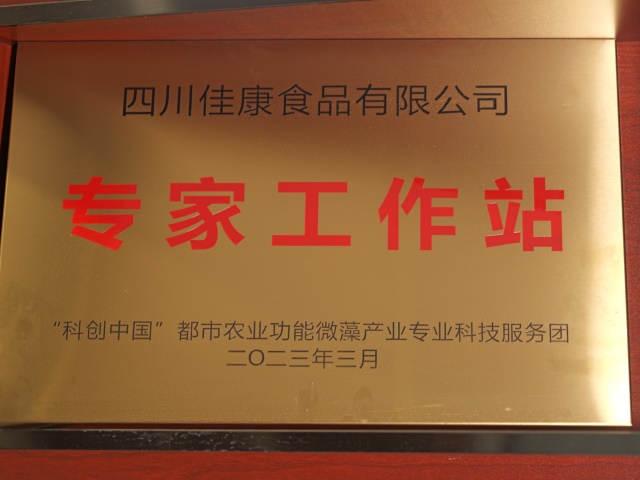 四川佳康食品有限公司
专家工作站
“科创中国”都市农业功能微藻产业专业科技服务团
二〇二三年三月